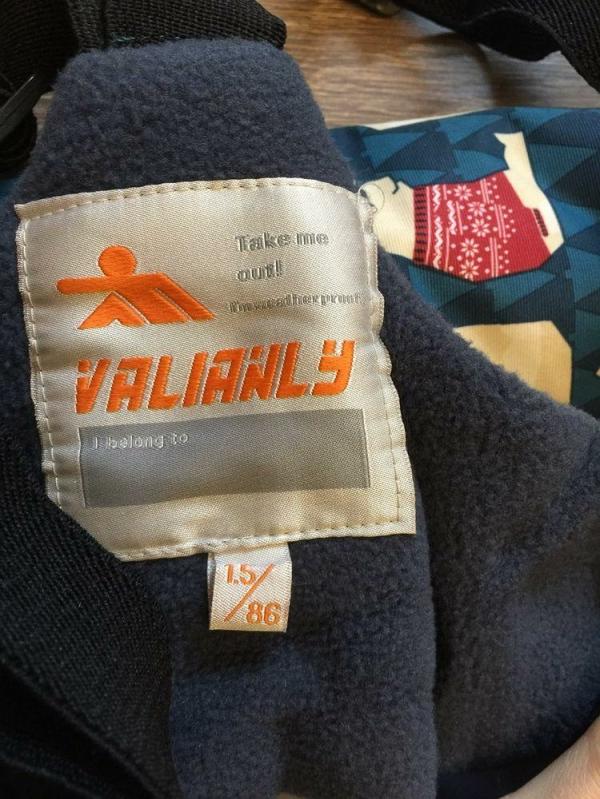 Take me
out!
I'm weatherproof
VALIANLY
I belong to
1.5/
86